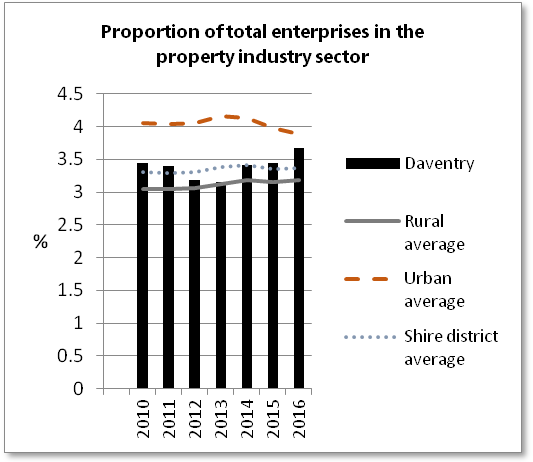 Proportion of total enterprises in the
property industry sector
4.5
4
3.5
3
2.5
2
1.5
1
0.5
0
%
2010
2011
2012
2013
2014
2015
2016
Daventry
Rural
average
Urban
average
Shire district
average